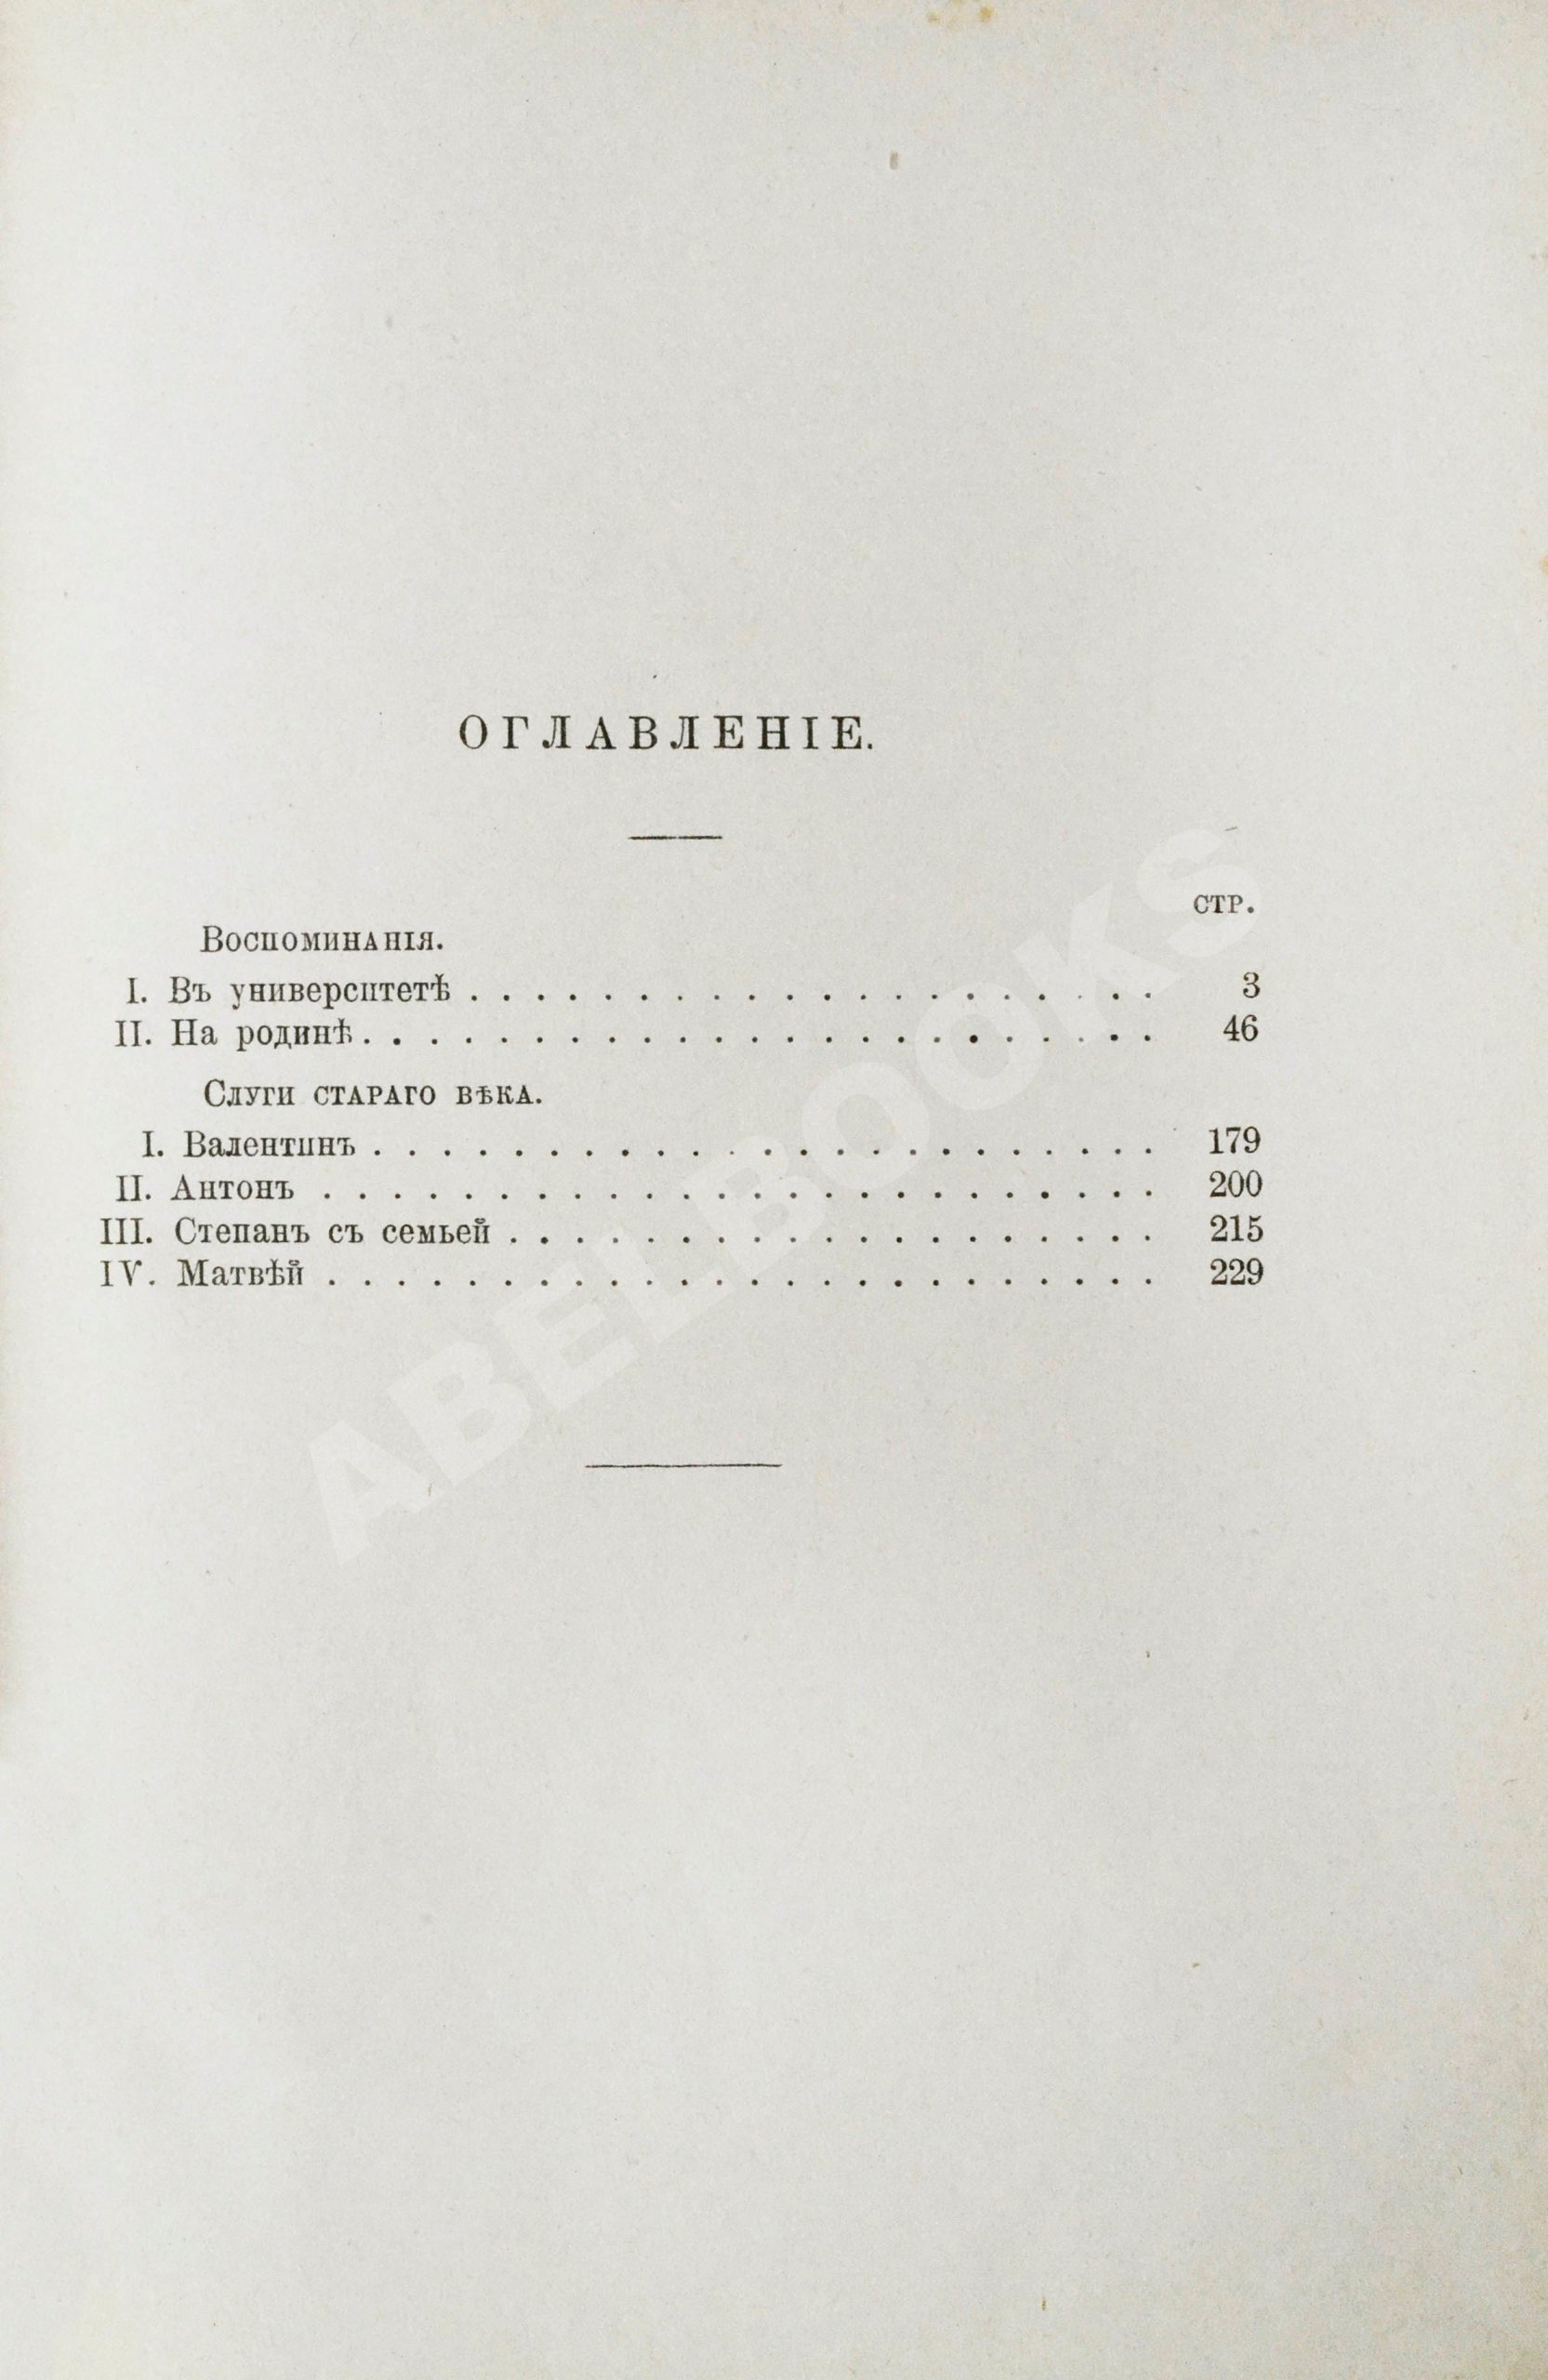 ОГЛАВЛЕНІЕ.
СТР.
Воспоминанія.
I. Въ университетѣ . . . . . . . . . . . . . . . . . . . . 3
II. На родинѣ. . . . . . . . . . . . . . . . . . . . . . . 46
Слуги стараго вѣка.
I. Валентинъ . . . . . . . . . . . . . . . . . . . . . . . 179
II. Антонъ . . . . . . . . . . . . . . . . . . . . . . . . 200
III. Степанъ съ семьей . . . . . . . . . . . . . . . . . . . 215
IV. Матвѣй . . . . . . . . . . . . . . . . . . . . . . . . 229
ABELBOOKS